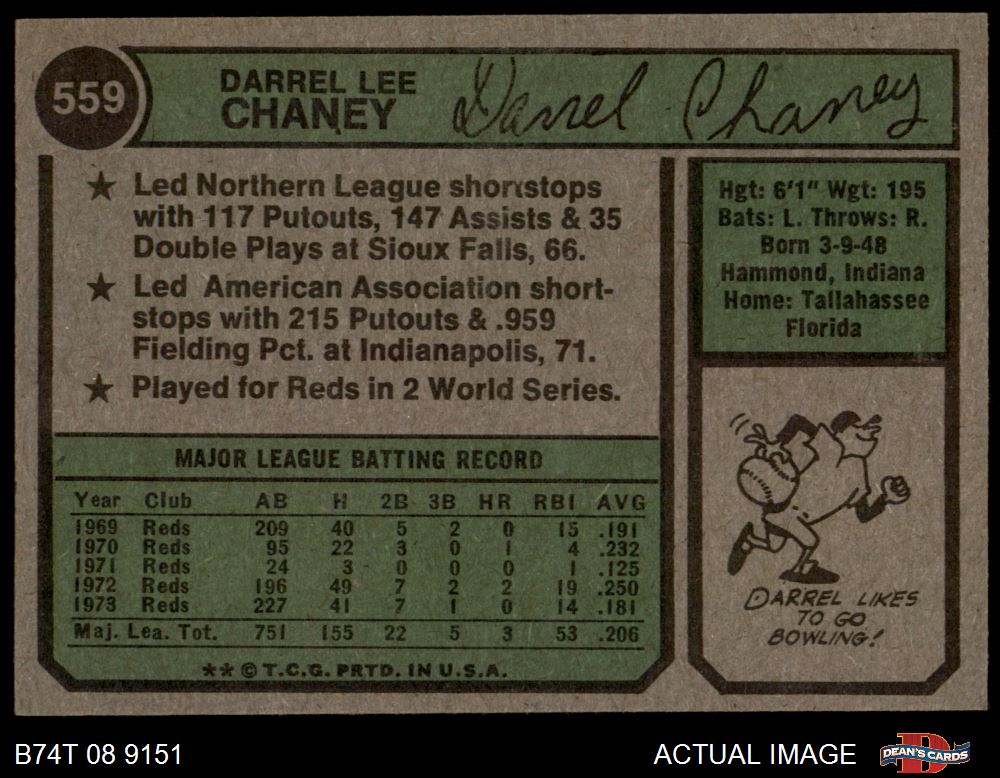 559
DARREL LEE
CHANEY
Darrel Chaney
★ Led Northern League shortstops
with 117 Putouts, 147 Assists & 35
Double Plays at Sioux Falls, 66.
★ Led American Association short-
stops with 215 Putouts & .959
Fielding Pct. at Indianapolis, 71.
★ Played for Reds in 2 World Series.
Hgt: 6'1" Wgt: 195
Bats: L. Throws: R.
Born 3-9-48
Hammond, Indiana
Home: Tallahassee
Florida
MAJOR LEAGUE BATTING RECORD
Year Club AB H 2B 3B HR RBI AVG
1969 Reds 209 40 5 2 0 15 .191
1970 Reds 95 22 3 0 1 4 .232
1971 Reds 24 3 0 0 0 1 .125
1972 Reds 196 49 7 2 2 19 .250
1973 Reds 227 41 7 1 0 14 .181
Maj. Lea. Tot. 751 155 22 5 3 53 .206
** © T.C.G. PRTD. IN U.S.A.
DARREL LIKES
TO GO
BOWLING!
B74T 08 9151
ACTUAL IMAGE
DEAN'S CARDS